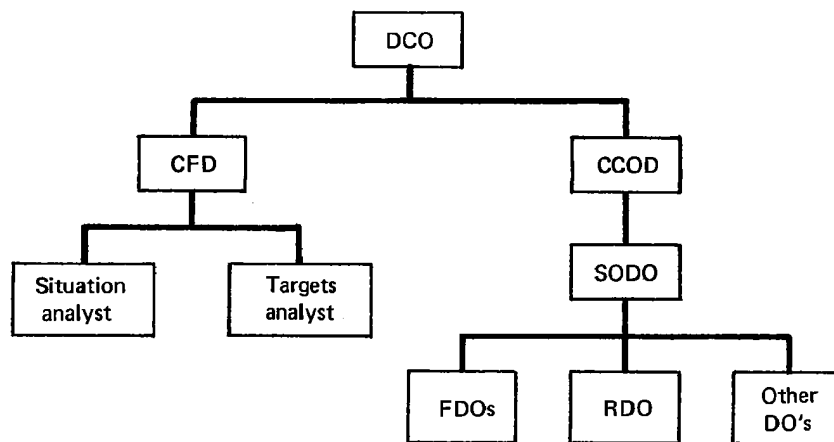 DCO
CFD
CCOD
Situation
analyst
Targets
analyst
SODO
FDOs
RDO
Other
DO's